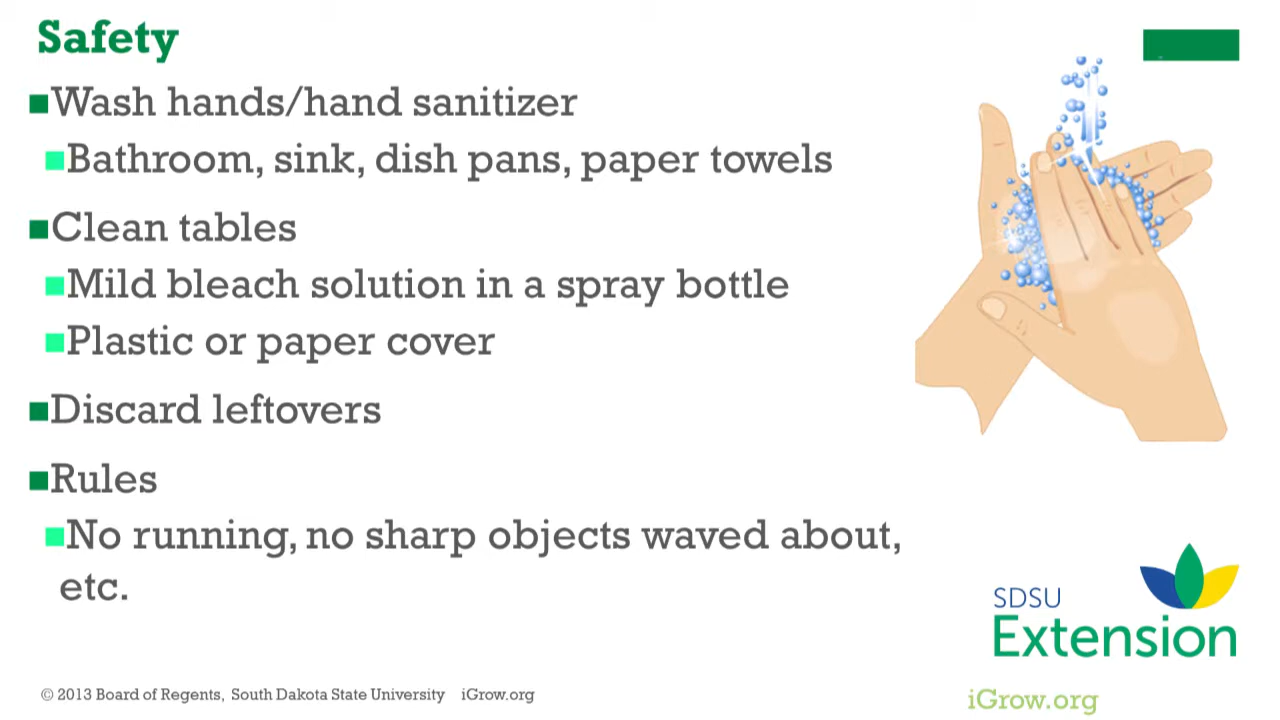 Safety
Wash hands/hand sanitizer
Bathroom, sink, dish pans, paper towels
Clean tables
Mild bleach solution in a spray bottle
Plastic or paper cover
Discard leftovers
Rules
No running, no sharp objects waved about,
etc.
SDSU
Extension
© 2013 Board of Regents, South Dakota State University iGrow.org
iGrow.org